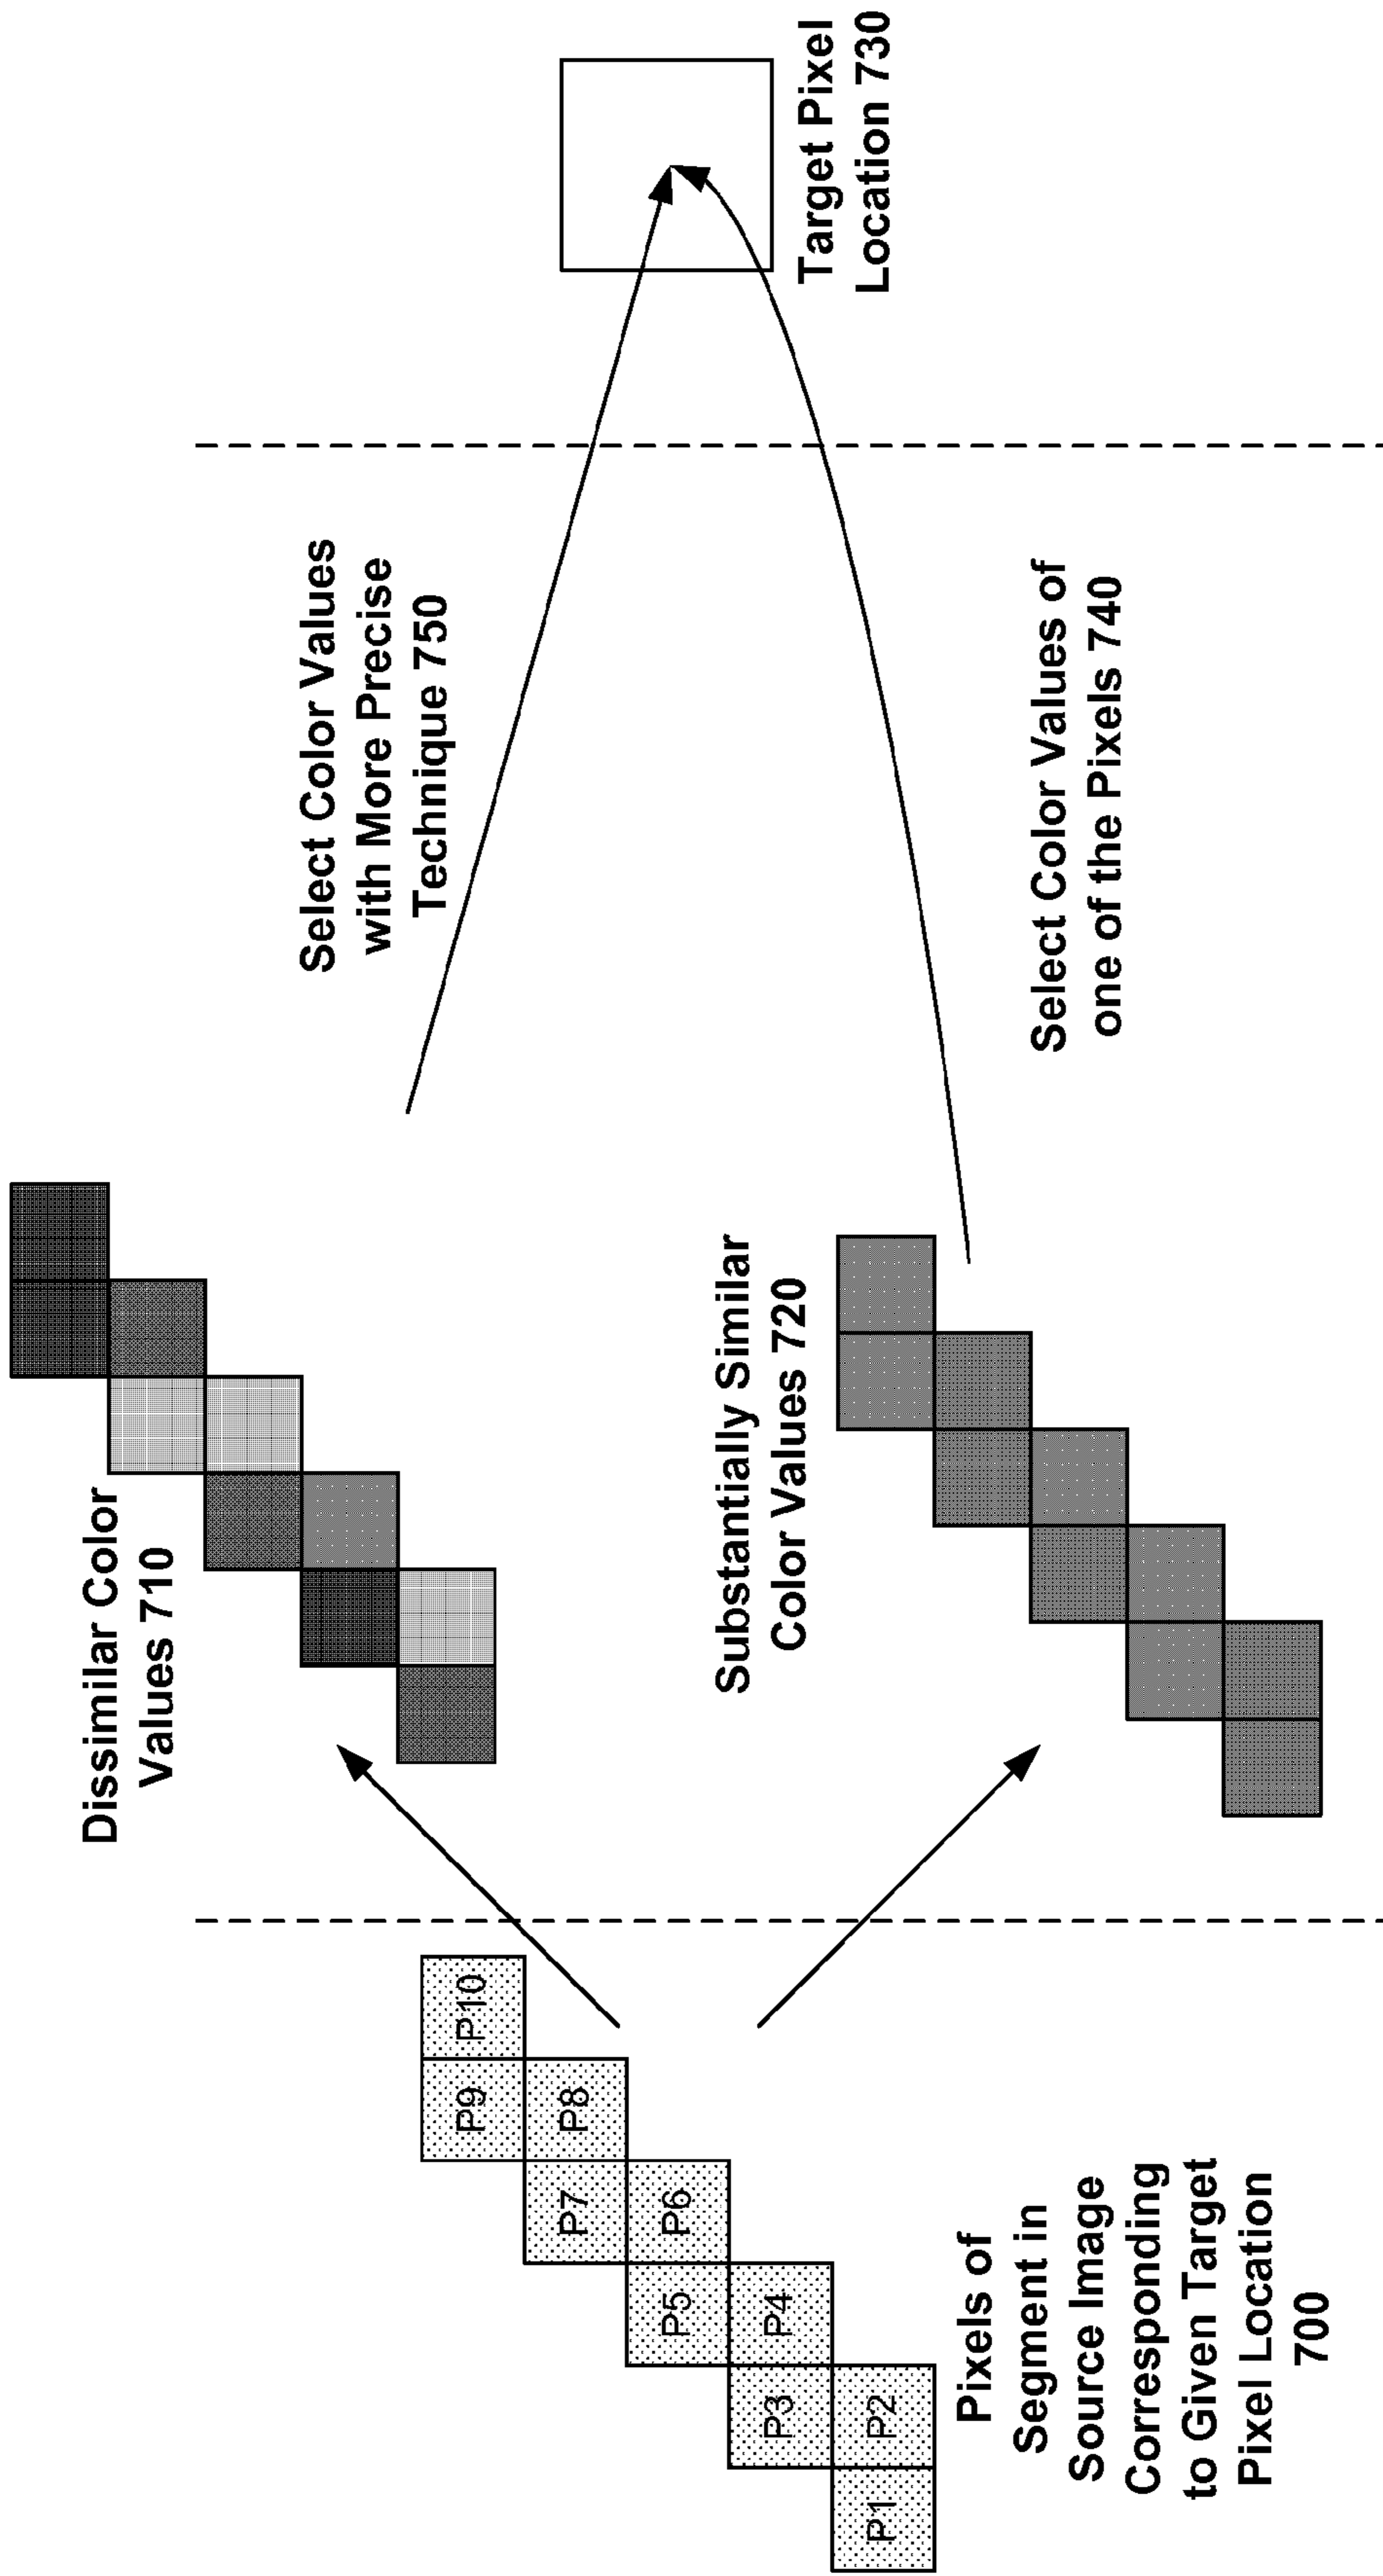 Dissimilar Color
Values 710
Select Color Values
with More Precise
Technique 750
P9
P10
P7
P8
P5
P6
P3
P4
P1
P2
Pixels of
Segment in
Source Image
Corresponding
to Given Target
Pixel Location
700
Substantially Similar
Color Values 720
Select Color Values of
one of the Pixels 740
Target Pixel
Location 730